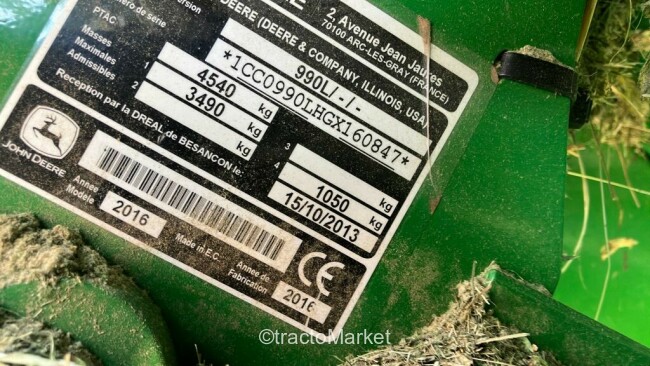 2, Avenue Jean Jaurès
70100 ARC-LES-GRAY (FRANCE)
DEERE (DEERE & COMPANY, ILLINOIS, USA)
Numéro de série
PTAC
990L/-/-
*1CC0990LHGX160847*
Masses
Maximales
Admissibles
1 4540 kg
2 3490 kg
3 kg
4 1050 kg
Réception par la DREAL de BESANCON le: 15/10/2013
JOHN DEERE
Année
Modèle
2016
Made in E.C.
Année de
Fabrication
2016
CE
©tractoMarket